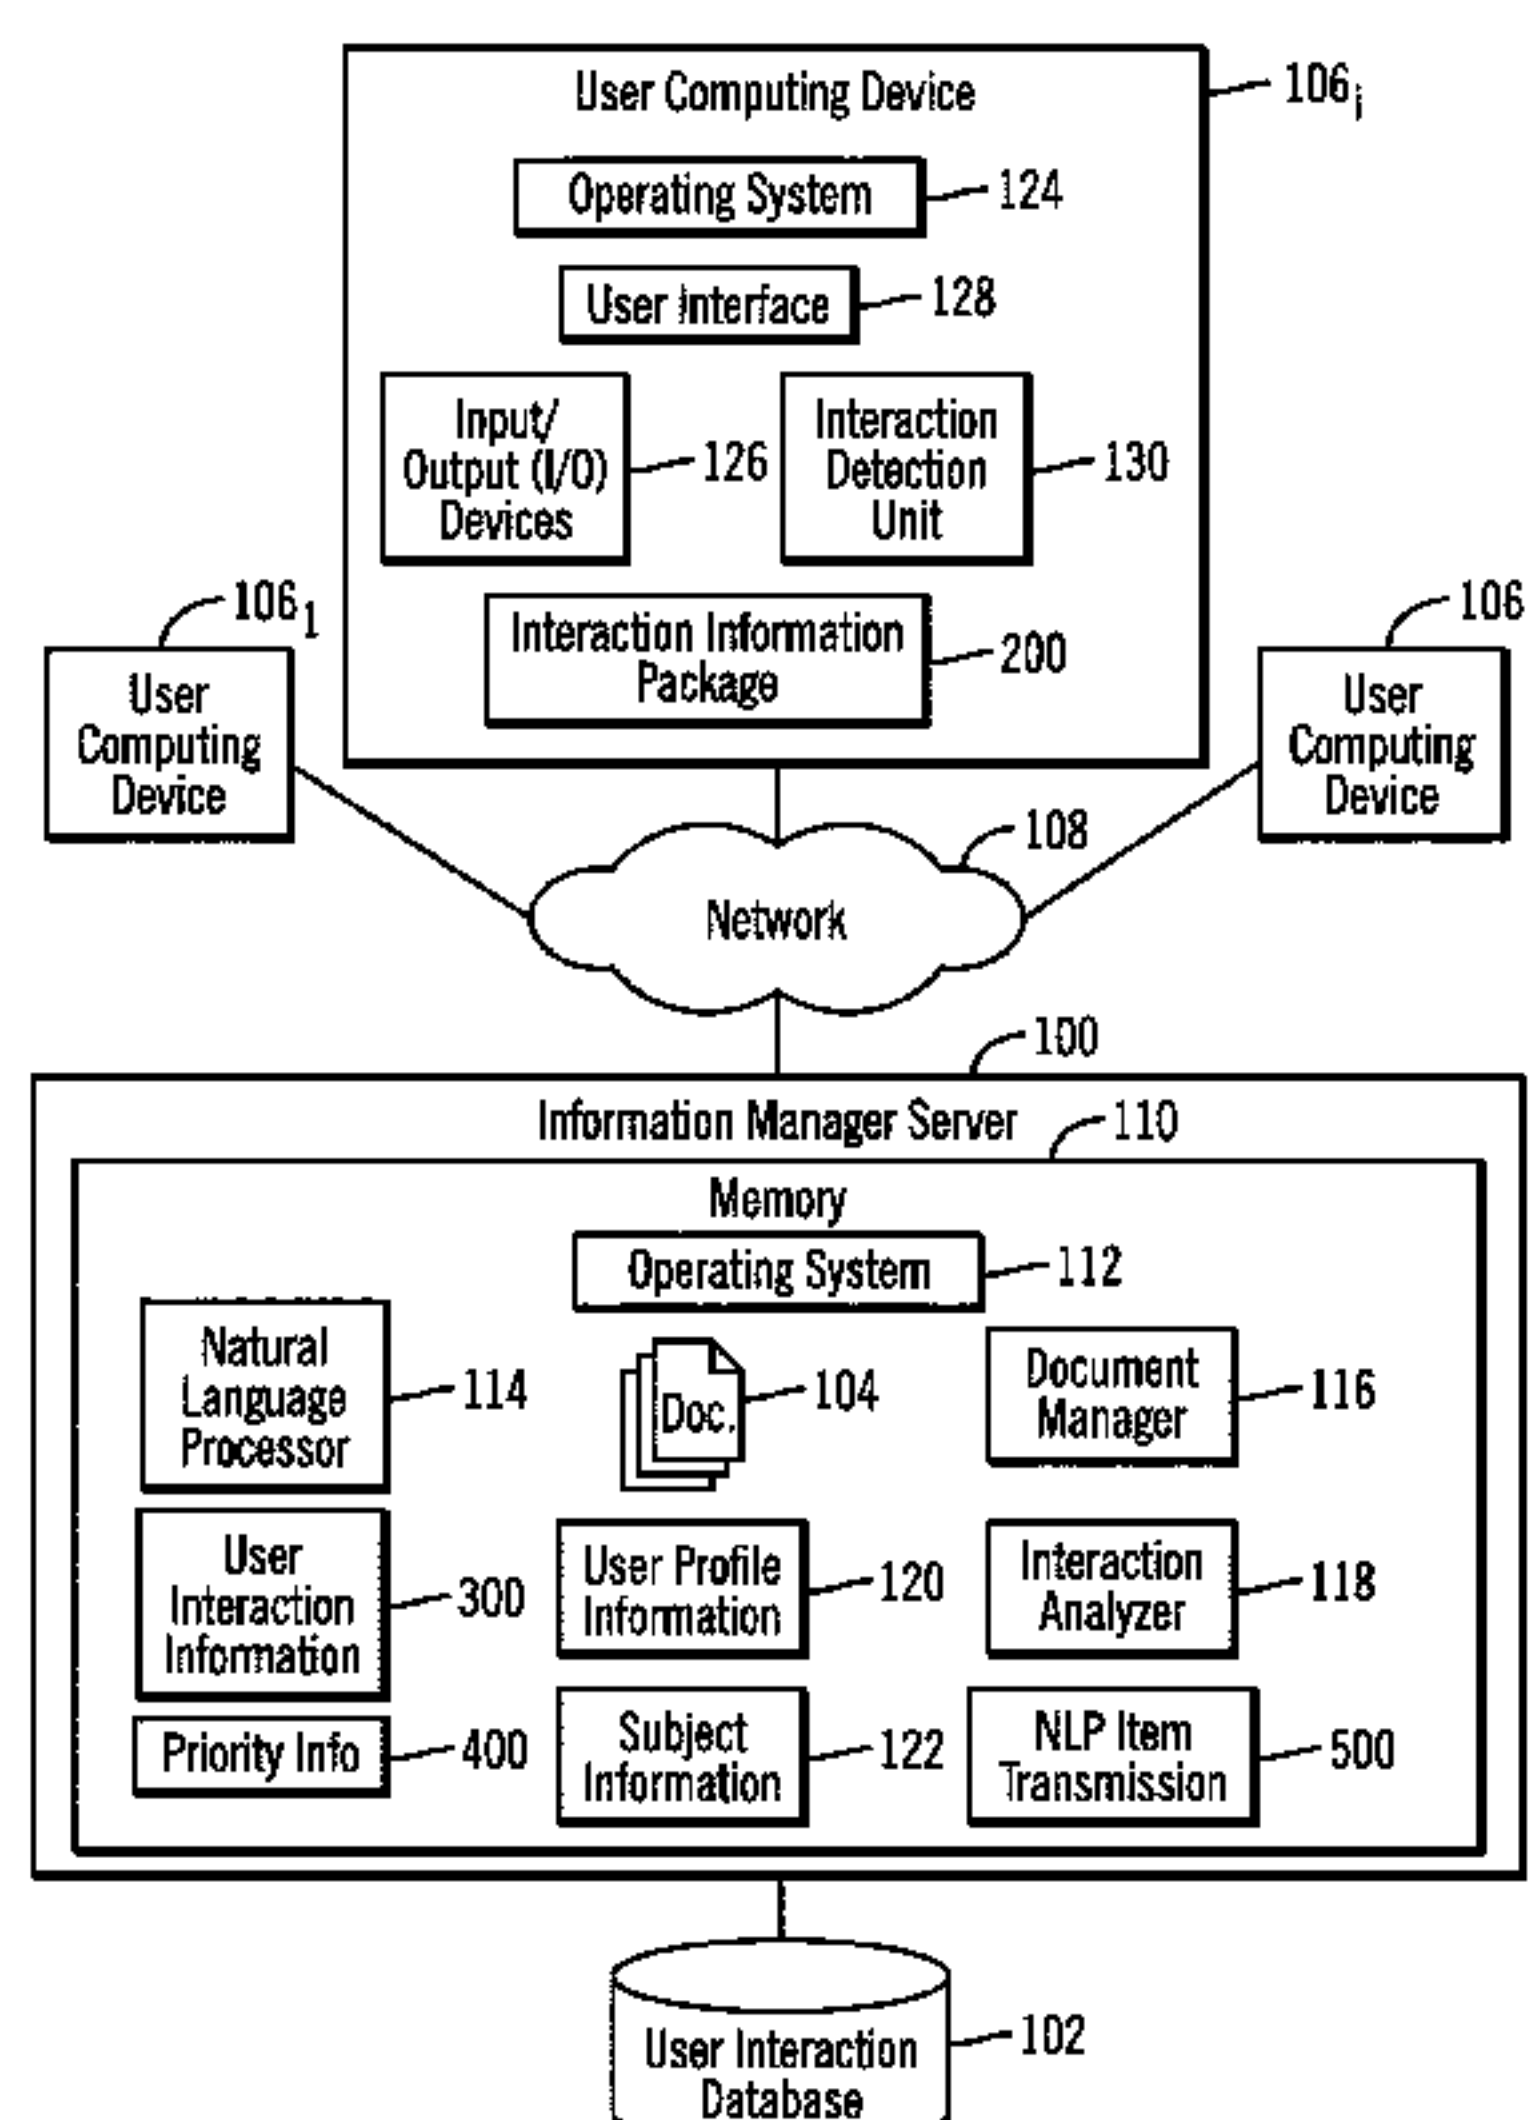 User Computing Device
106i
Operating System
124
User Interface
128
Input/
Output (I/O)
Devices
126
Interaction
Detection
Unit
130
Interaction Information
Package
200
1061
User
Computing
Device
106
User
Computing
Device
108
Network
100
Information Manager Server
110
Memory
Operating System
112
Natural
Language
Processor
114
Doc.
104
Document
Manager
116
User
Interaction
Information
300
User Profile
Information
120
Interaction
Analyzer
118
Priority Info
400
Subject
Information
122
NLP Item
Transmission
500
User Interaction
Database
102